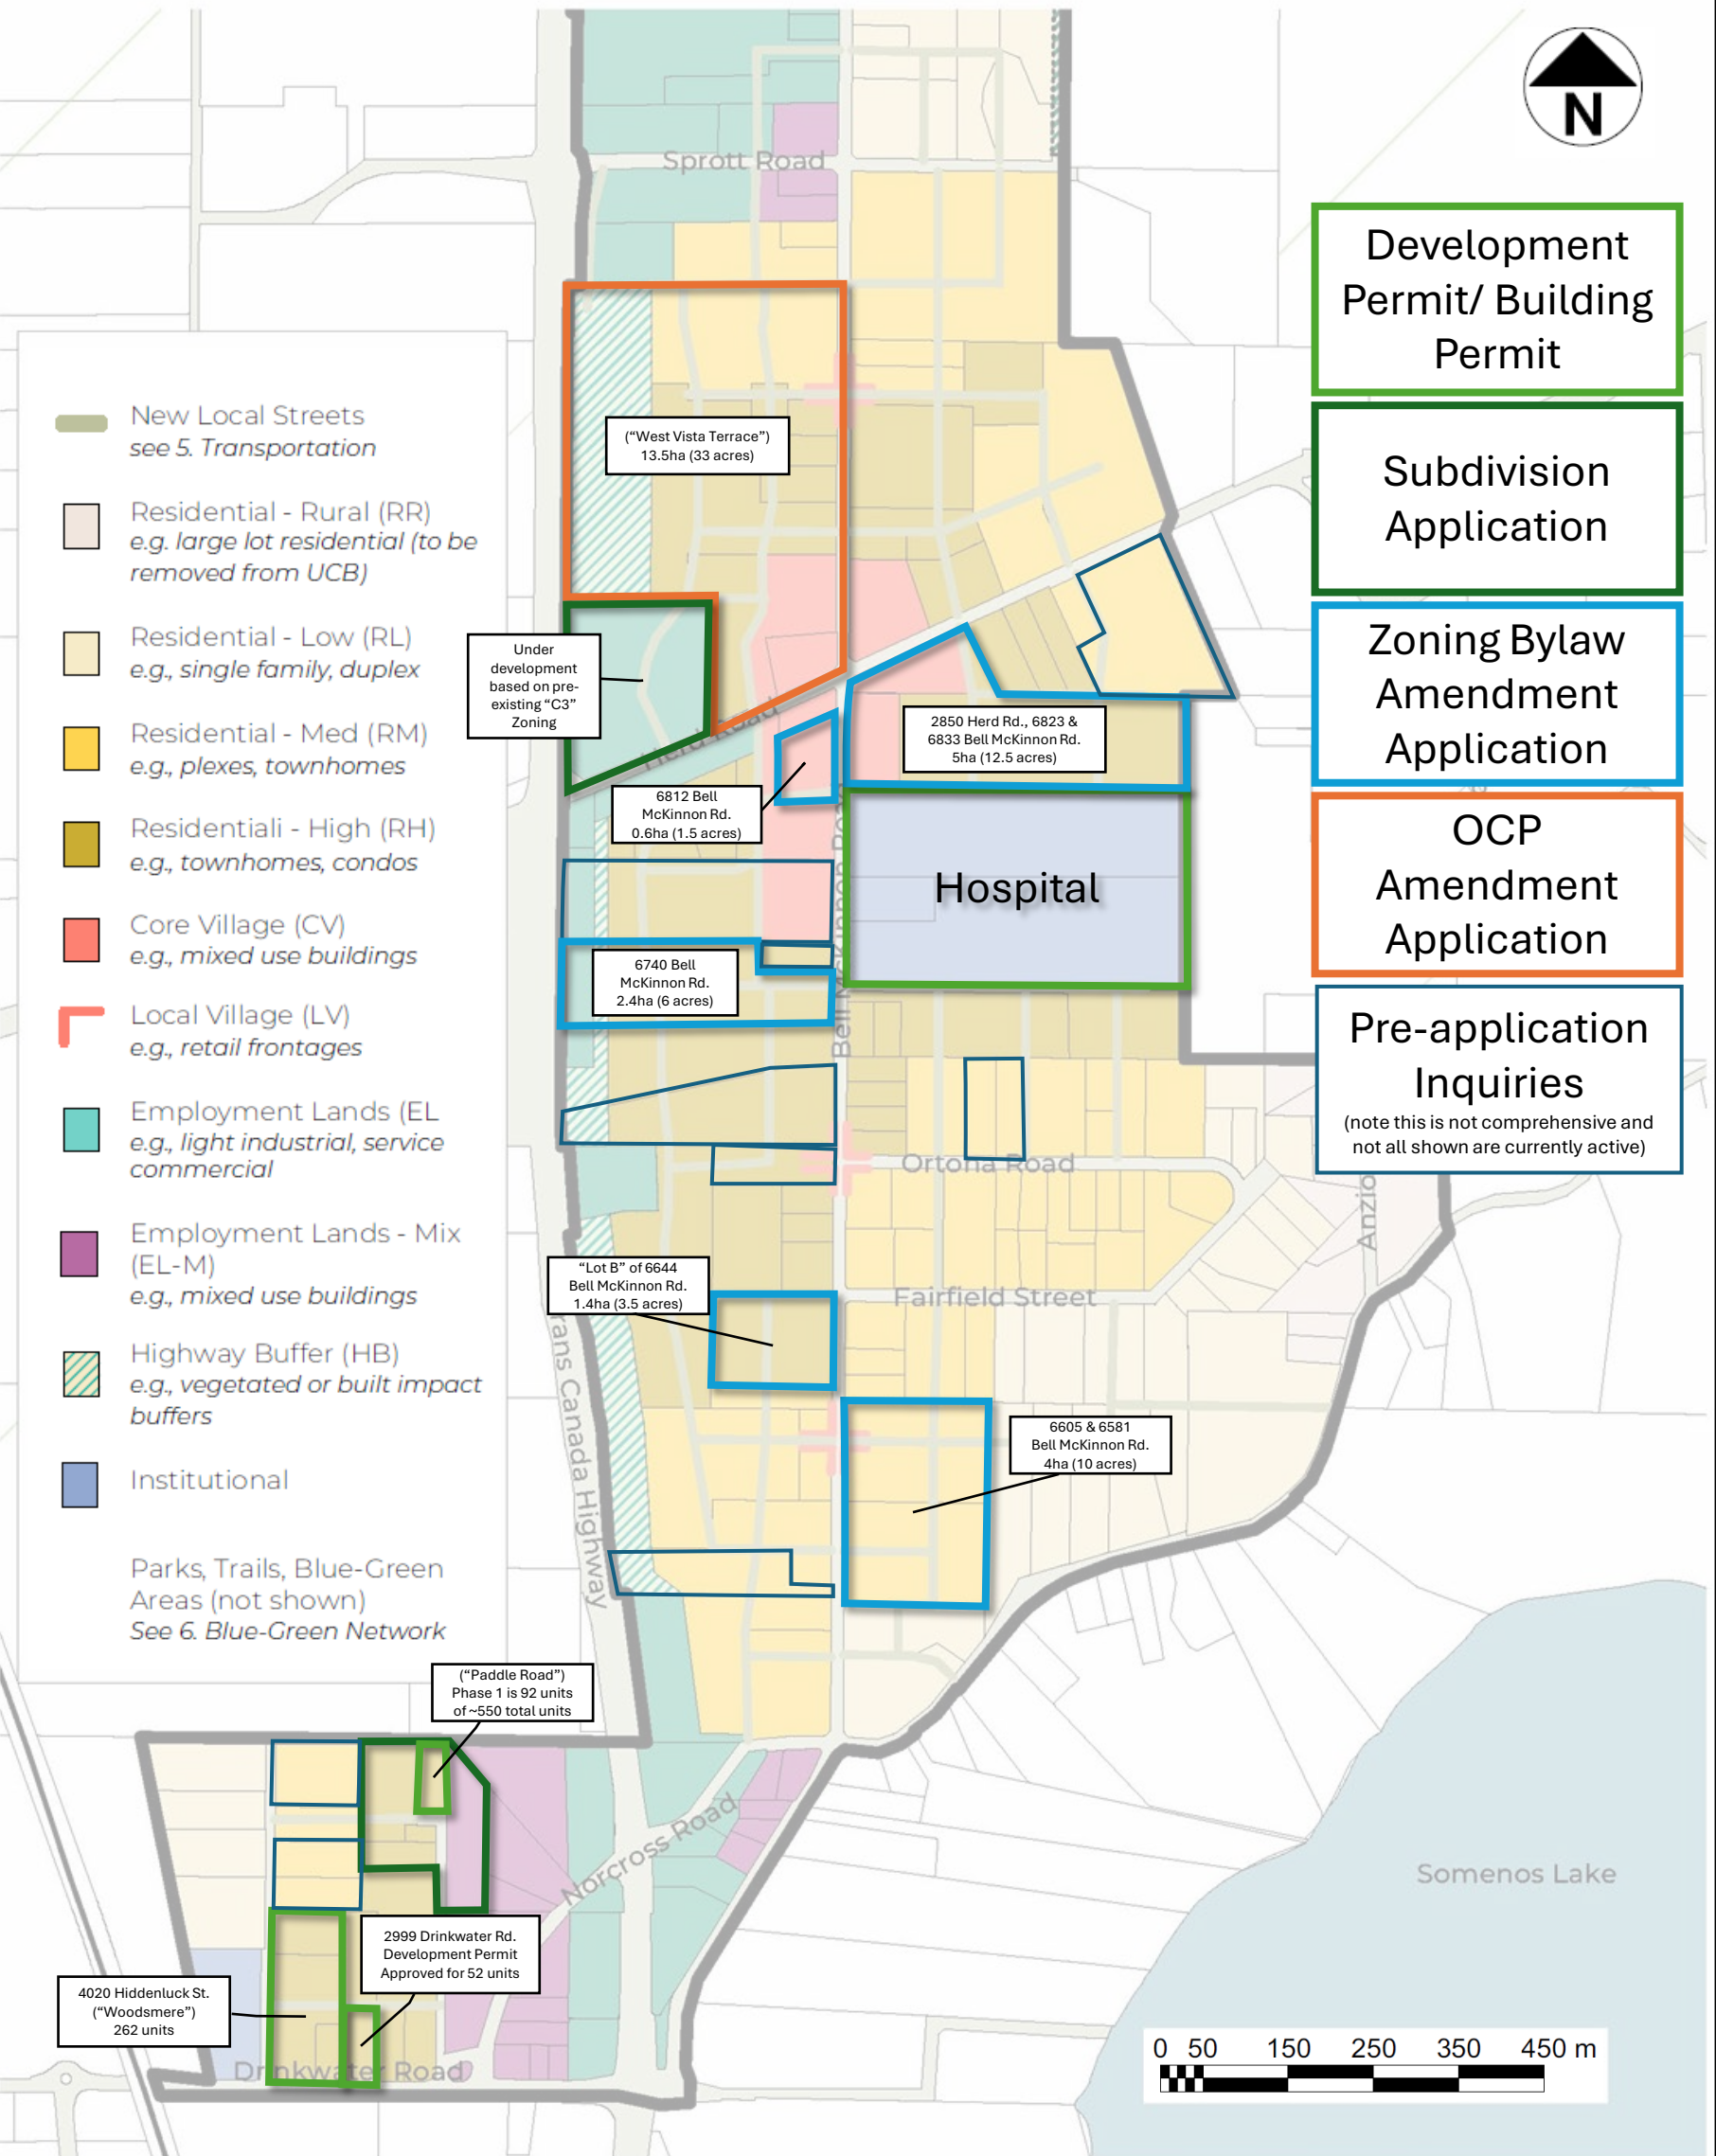 N
Sprott Road
Development
Permit/ Building
Permit
Subdivision
Application
Zoning Bylaw
Amendment
Application
OCP
Amendment
Application
Pre-application
Inquiries
(note this is not comprehensive and
not all shown are currently active)
New Local Streets
see 5. Transportation
Residential - Rural (RR)
e.g. large lot residential (to be
removed from UCB)
Residential - Low (RL)
e.g., single family, duplex
Residential - Med (RM)
e.g., plexes, townhomes
Residentiali - High (RH)
e.g., townhomes, condos
Core Village (CV)
e.g., mixed use buildings
Local Village (LV)
e.g., retail frontages
Employment Lands (EL
e.g., light industrial, service
commercial
Employment Lands - Mix
(EL-M)
e.g., mixed use buildings
Highway Buffer (HB)
e.g., vegetated or built impact
buffers
Institutional
Parks, Trails, Blue-Green
Areas (not shown)
See 6. Blue-Green Network
("West Vista Terrace")
13.5ha (33 acres)
Under
development
based on pre-
existing "C3"
Zoning
Herd Road
2850 Herd Rd., 6823 &
6833 Bell McKinnon Rd.
5ha (12.5 acres)
6812 Bell
McKinnon Rd.
0.6ha (1.5 acres)
Hospital
Bell McKinnon Road
6740 Bell
McKinnon Rd.
2.4ha (6 acres)
Ortona Road
Anzio
"Lot B" of 6644
Bell McKinnon Rd.
1.4ha (3.5 acres)
Fairfield Street
rans Canada Highway
6605 & 6581
Bell McKinnon Rd.
4ha (10 acres)
("Paddle Road")
Phase 1 is 92 units
of ~550 total units
Norcross Road
Somenos Lake
2999 Drinkwater Rd.
Development Permit
Approved for 52 units
4020 Hiddenluck St.
("Woodsmere")
262 units
Drinkwater Road
0 50 150 250 350 450 m